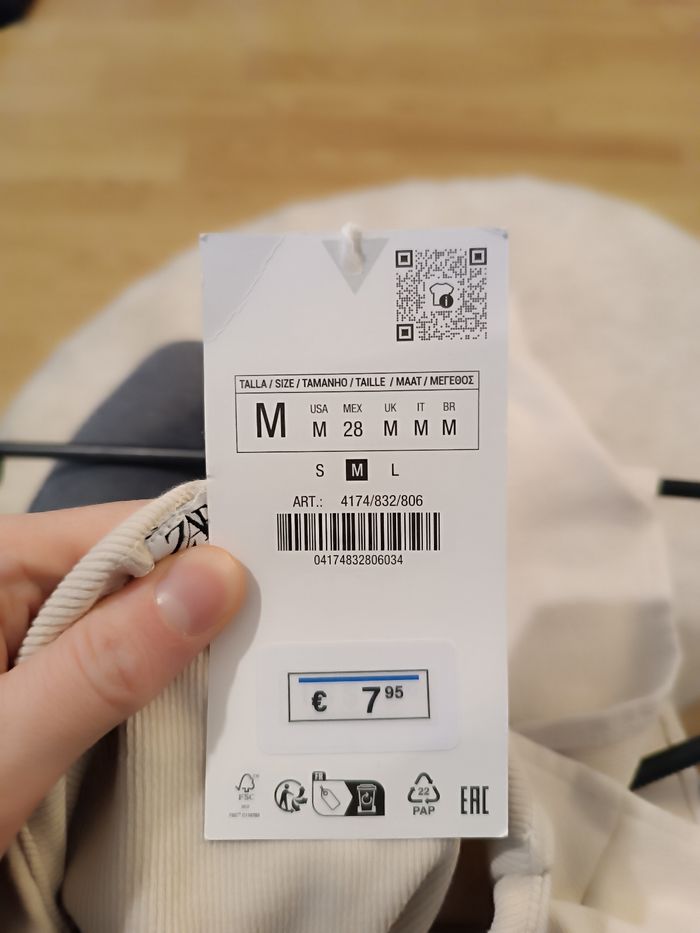 TALLA / SIZE / TAMANHO / TAILLE / MAAT / ΜΕΓΕΘΟΣ
M
USA MEX UK IT BR
M 28 M M M
S M L
ART.: 4174/832/806
04174832806034
€ 7 95
FSC
FR
22
PAP
EAC